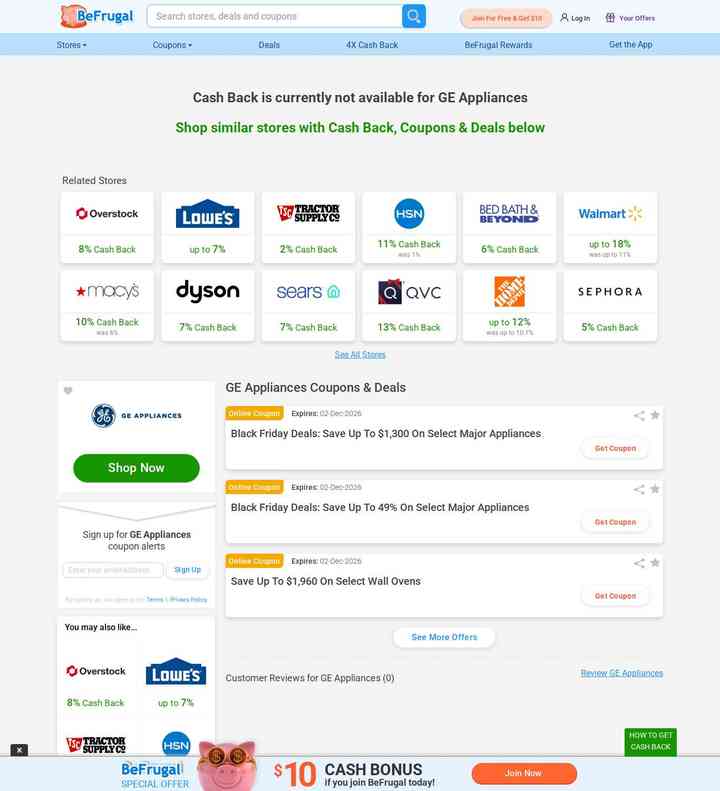 BeFrugal
Search stores, deals and coupons
Join For Free & Get $10
Log In
Your Offers
Stores
Coupons
Deals
4X Cash Back
BeFrugal Rewards
Get the App
Cash Back is currently not available for GE Appliances
Shop similar stores with Cash Back, Coupons & Deals below
Related Stores
Overstock
LOWE'S
TSC TRACTOR SUPPLY CO
HSN
BED BATH & BEYOND
Walmart
8% Cash Back
up to 7%
2% Cash Back
11% Cash Back
was 1%
6% Cash Back
up to 18%
was up to 11%
macy's
dyson
sears
QVC
THE HOME DEPOT
SEPHORA
10% Cash Back
was 6%
7% Cash Back
7% Cash Back
13% Cash Back
up to 12%
was up to 10.1%
5% Cash Back
See All Stores
GE APPLIANCES
Shop Now
Sign up for GE Appliances
coupon alerts
Enter your email address
Sign Up
By signing up, you agree to our Terms & Privacy Policy
You may also like...
Overstock
LOWE'S
8% Cash Back
up to 7%
TSC TRACTOR SUPPLY CO
HSN
GE Appliances Coupons & Deals
Online Coupon
Expires: 02-Dec-2026
Black Friday Deals: Save Up To $1,300 On Select Major Appliances
Get Coupon
Online Coupon
Expires: 02-Dec-2026
Black Friday Deals: Save Up To 49% On Select Major Appliances
Get Coupon
Online Coupon
Expires: 02-Dec-2026
Save Up To $1,960 On Select Wall Ovens
Get Coupon
See More Offers
Customer Reviews for GE Appliances (0)
Review GE Appliances
HOW TO GET
CASH BACK
x
BeFrugal
SPECIAL OFFER
$10 CASH BONUS
if you join BeFrugal today!
Join Now